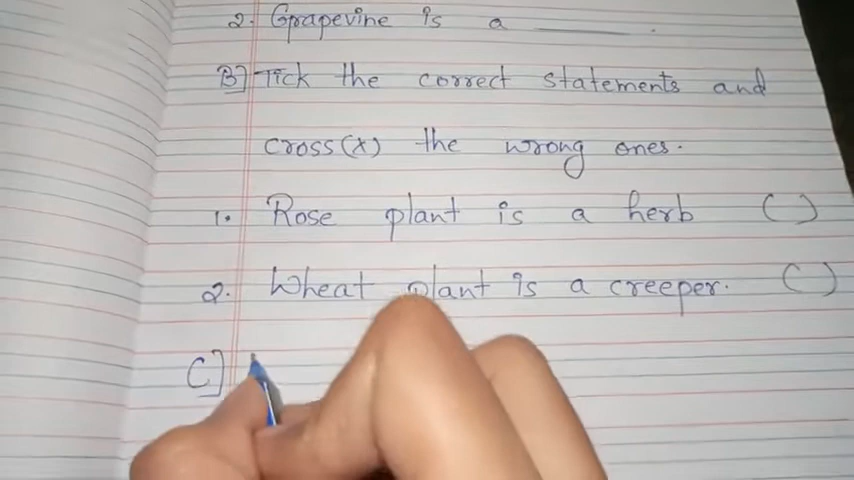 2. Grapevine is a ________.
B] Tick the correct statements and
cross(x) the wrong ones.
1. Rose plant is a herb ( )
2. Wheat plant is a creeper. ( )
C]